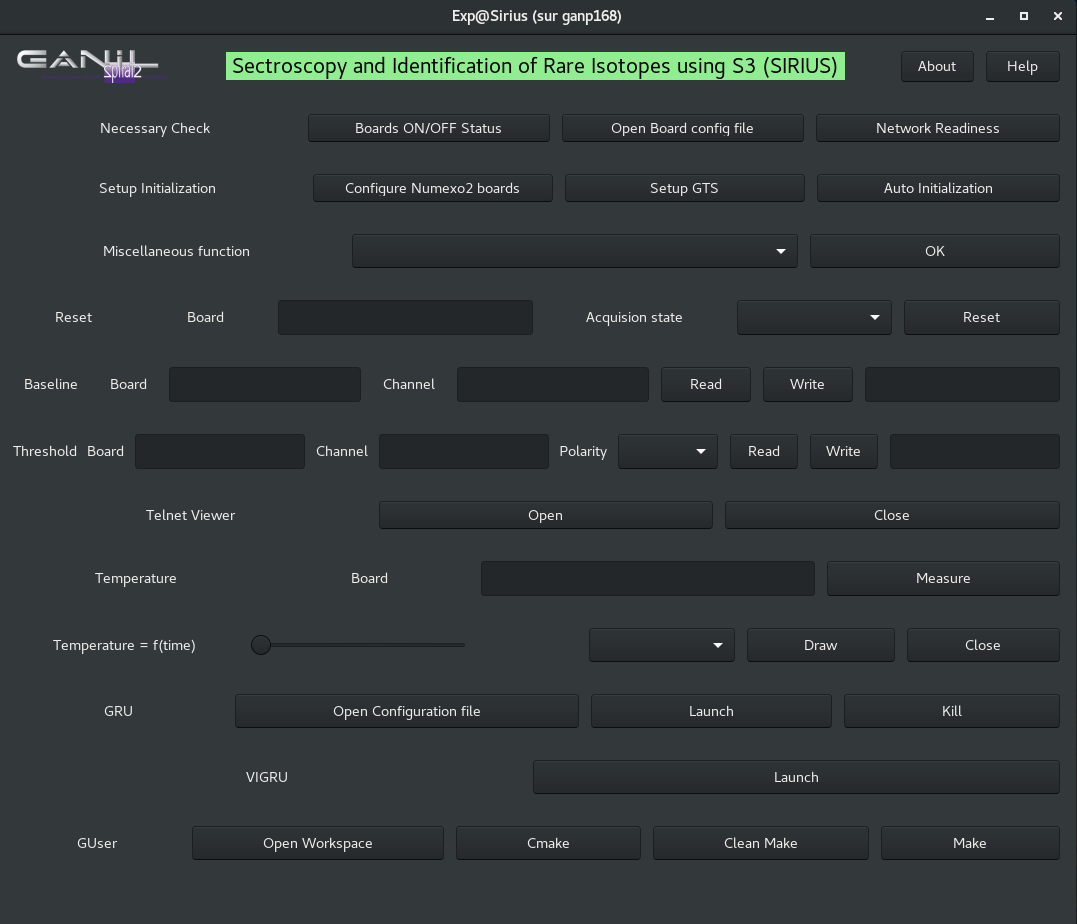 Exp@Sirius (sur ganp168)
GANIL
spiral2
Sectroscopy and Identification of Rare Isotopes using S3 (SIRIUS)
About Help
Necessary Check Boards ON/OFF Status Open Board config file Network Readiness
Setup Initialization Configure Numexo2 boards Setup GTS Auto Initialization
Miscellaneous function OK
Reset Board Acquision state Reset
Baseline Board Channel Read Write
Threshold Board Channel Polarity Read Write
Telnet Viewer Open Close
Temperature Board Measure
Temperature = f(time) Draw Close
GRU Open Configuration file Launch Kill
VIGRU Launch
GUser Open Workspace Cmake Clean Make Make